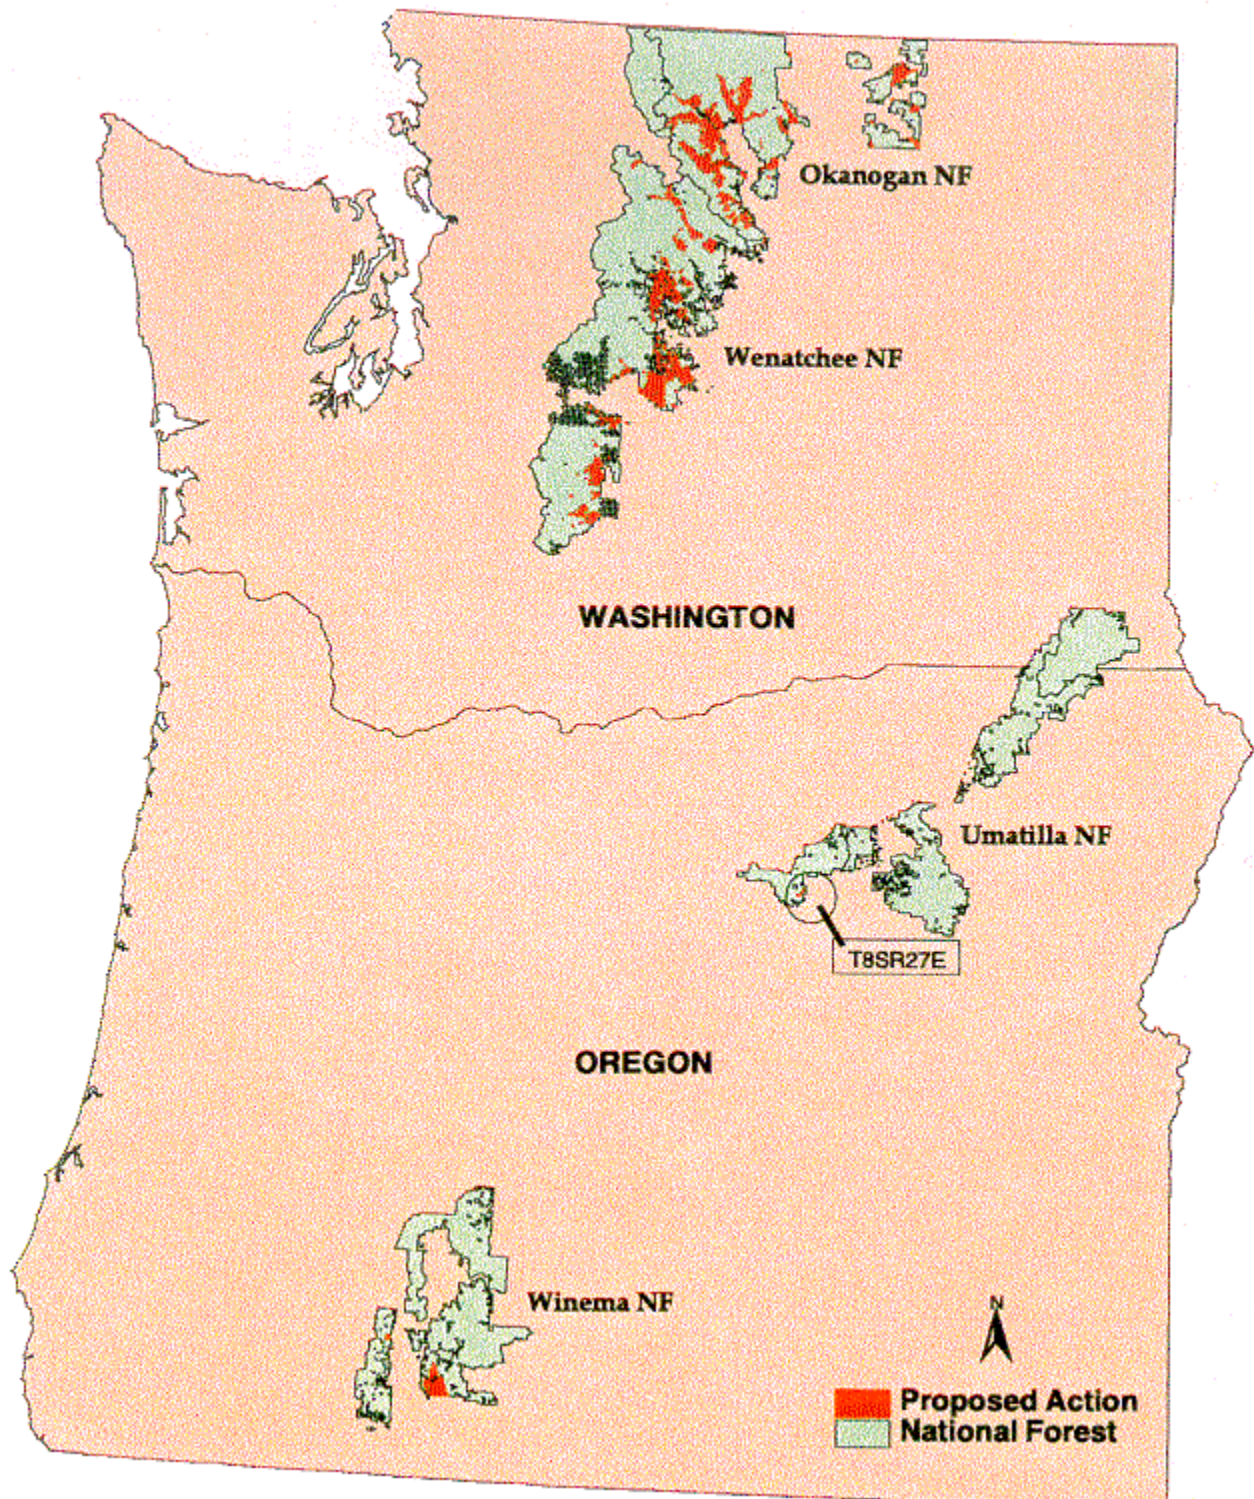 Okanogan NF
Wenatchee NF
WASHINGTON
Umatilla NF
T8SR27E
OREGON
Winema NF
N
Proposed Action
National Forest